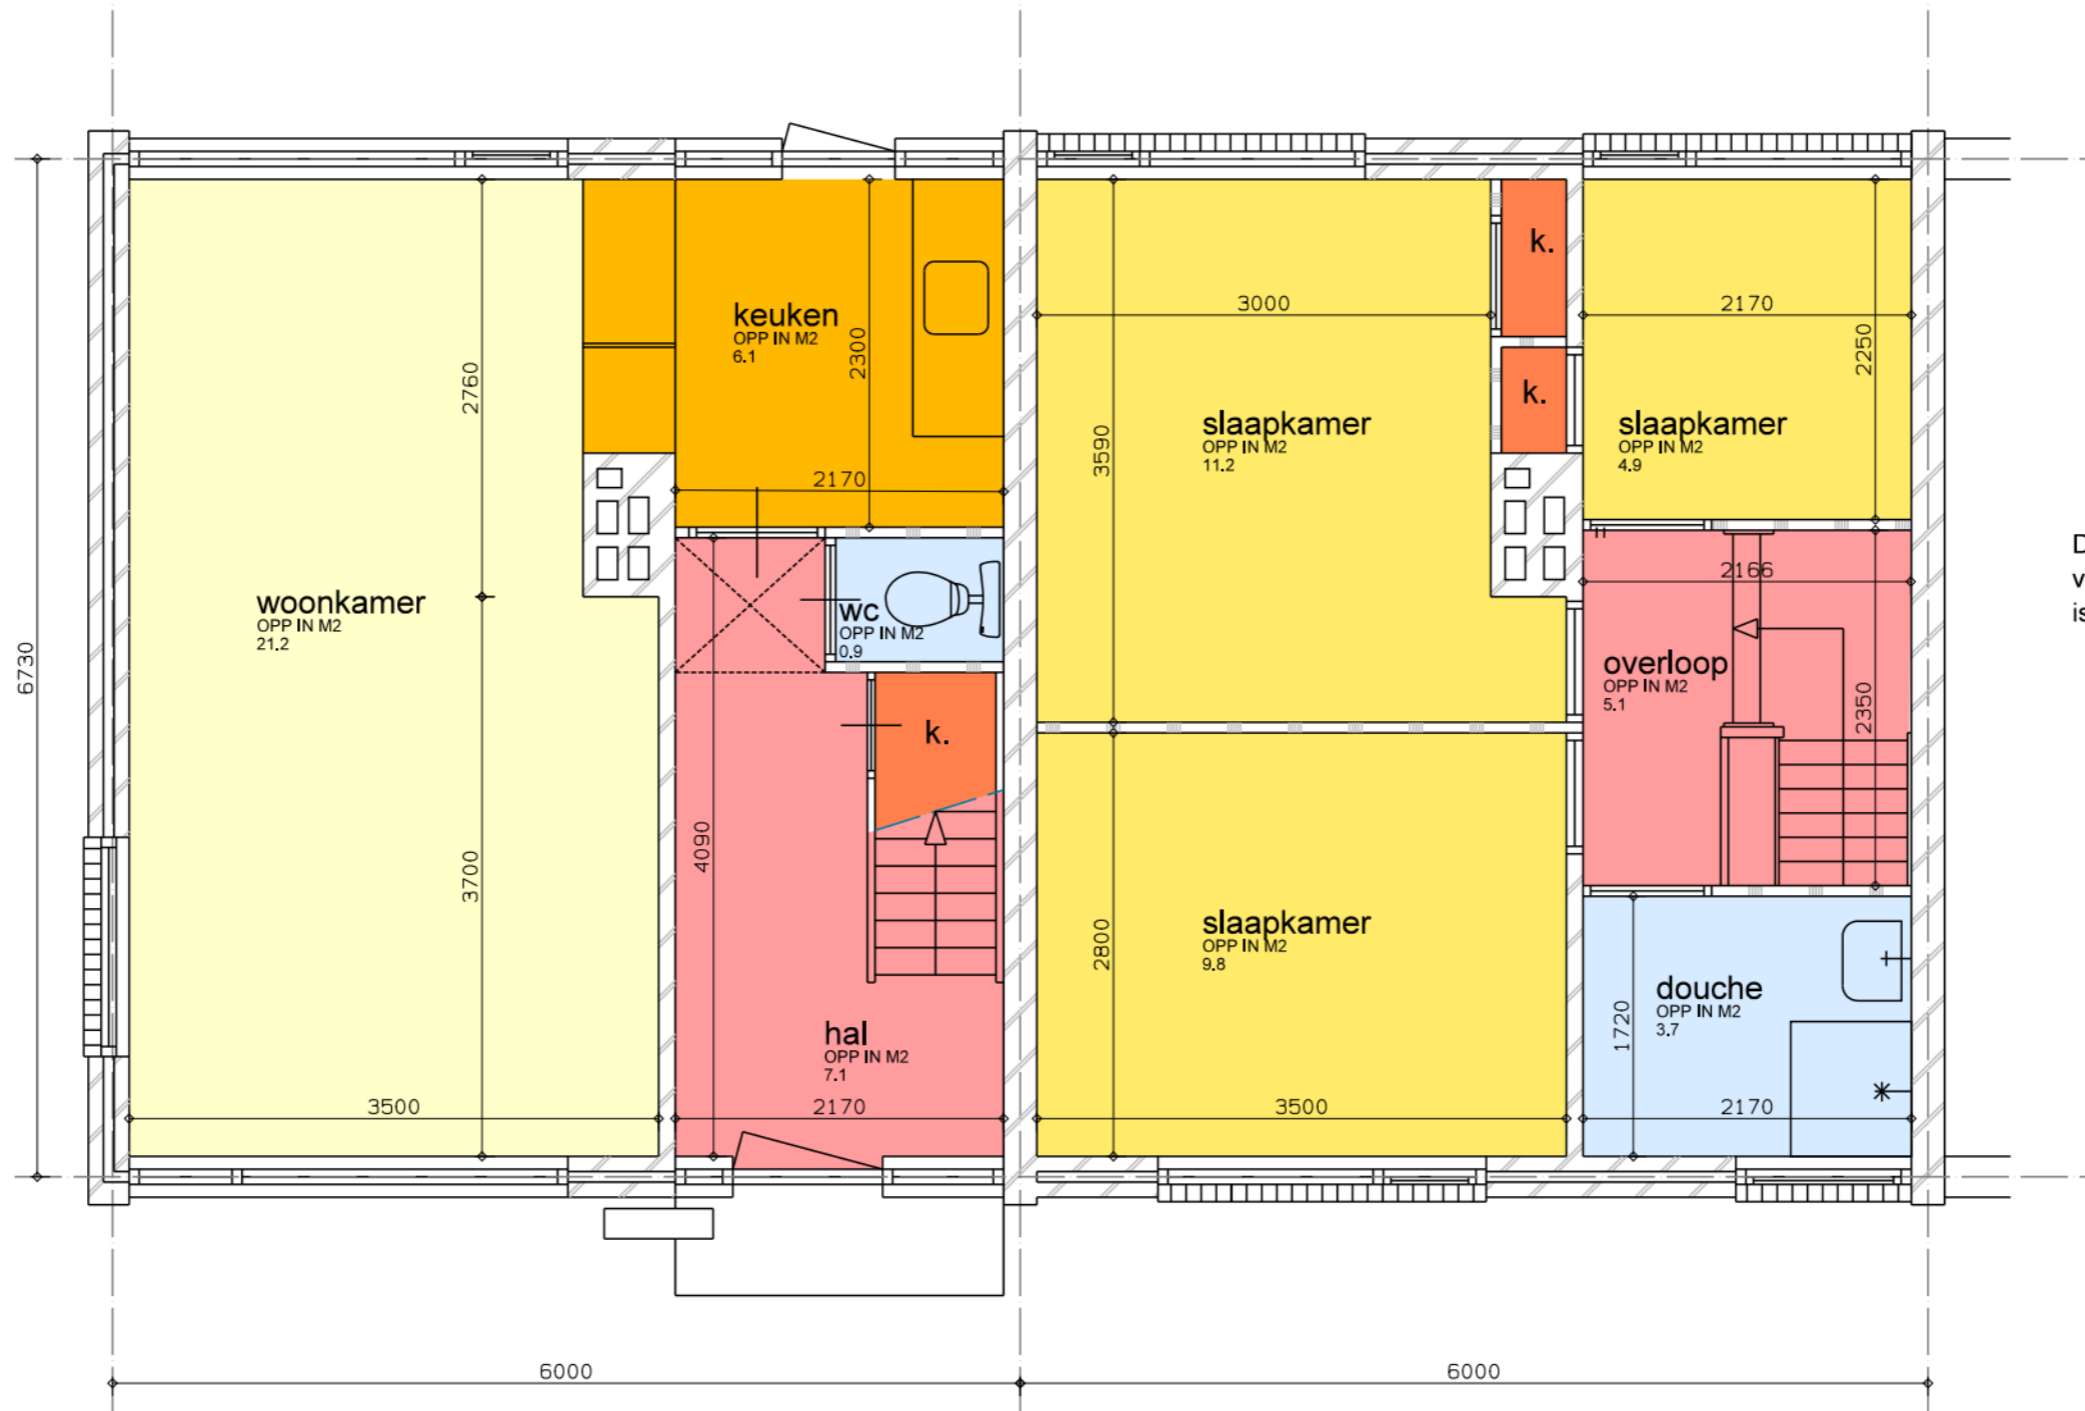 k.
3000
2170
keuken
OPP IN M2
6.1
2300
2250
2760
k.
slaapkamer
OPP IN M2
11.2
slaapkamer
OPP IN M2
4.9
3590
2170
2166
woonkamer
OPP IN M2
21.2
wc
OPP IN M2
0.9
6730
overloop
OPP IN M2
5.1
2350
k.
4090
3700
slaapkamer
OPP IN M2
9.8
2800
douche
OPP IN M2
3.7
1720
hal
OPP IN M2
7.1
3500
2170
3500
2170
6000
6000